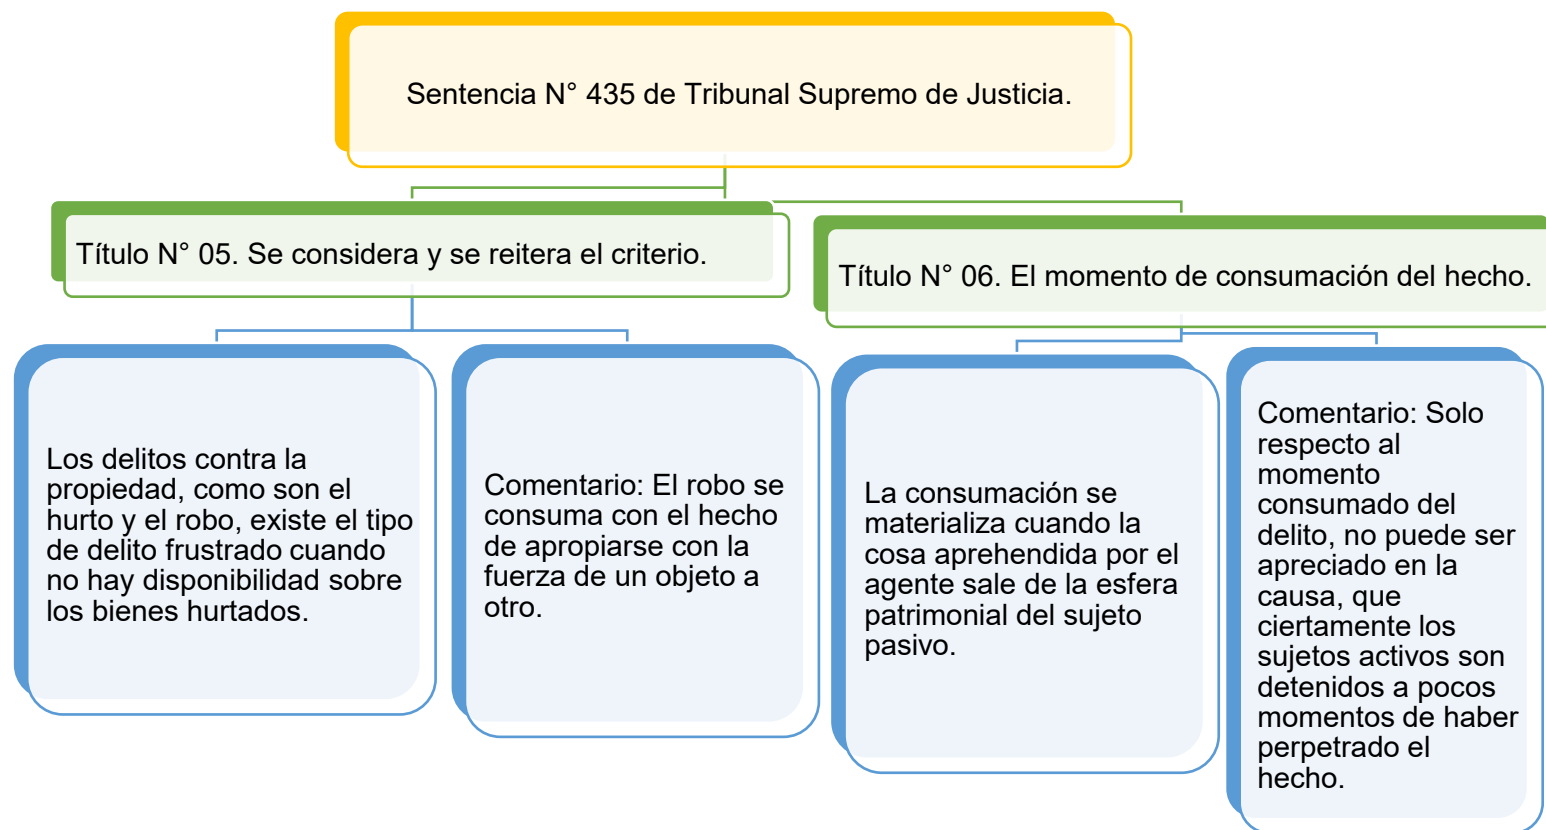 Sentencia N° 435 de Tribunal Supremo de Justicia.
Título N° 05. Se considera y se reitera el criterio.
Título N° 06. El momento de consumación del hecho.
Los delitos contra la
propiedad, como son el
hurto y el robo, existe el tipo
de delito frustrado cuando
no hay disponibilidad sobre
los bienes hurtados.
Comentario: El robo se
consuma con el hecho
de apropiarse con la
fuerza de un objeto a
otro.
La consumación se
materializa cuando la
cosa aprehendida por el
agente sale de la esfera
patrimonial del sujeto
pasivo.
Comentario: Solo
respecto al
momento
consumado del
delito, no puede ser
apreciado en la
causa, que
ciertamente los
sujetos activos son
detenidos a pocos
momentos de haber
perpetrado el
hecho.